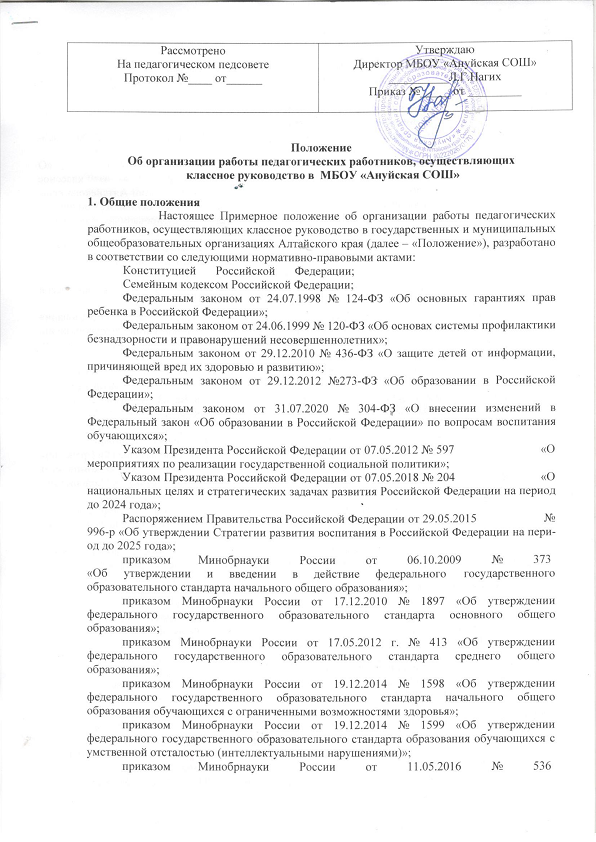 Рассмотрено
На педагогическом педсовете
Протокол №____ от______
Утверждаю
Директор МБОУ «Ануйская СОШ»
Л.Г.Нагих
Приказ № от
Положение
Об организации работы педагогических работников, осуществляющих
классное руководство в МБОУ «Ануйская СОШ»
1. Общие положения
Настоящее Примерное положение об организации работы педагогических
работников, осуществляющих классное руководство в государственных и муниципальных
общеобразовательных организациях Алтайского края (далее – «Положение»), разработано
в соответствии со следующими нормативно-правовыми актами:
Конституцией Российской Федерации;
Семейным кодексом Российской Федерации;
Федеральным законом от 24.07.1998 № 124-ФЗ «Об основных гарантиях прав
ребенка в Российской Федерации»;
Федеральным законом от 24.06.1999 № 120-ФЗ «Об основах системы профилактики
безнадзорности и правонарушений несовершеннолетних»;
Федеральным законом от 29.12.2010 № 436-ФЗ «О защите детей от информации,
причиняющей вред их здоровью и развитию»;
Федеральным законом от 29.12.2012 №273-ФЗ «Об образовании в Российской
Федерации»;
Федеральным законом от 31.07.2020 № 304-ФЗ «О внесении изменений в
Федеральный закон «Об образовании в Российской Федерации» по вопросам воспитания
обучающихся»;
Указом Президента Российской Федерации от 07.05.2012 № 597 «О
мероприятиях по реализации государственной социальной политики»;
Указом Президента Российской Федерации от 07.05.2018 № 204 «О
национальных целях и стратегических задачах развития Российской Федерации на период
до 2024 года»;
Распоряжением Правительства Российской Федерации от 29.05.2015 №
996-р «Об утверждении Стратегии развития воспитания в Российской Федерации на пери-
од до 2025 года»;
приказом Минобрнауки России от 06.10.2009 № 373
«Об утверждении и введении в действие федерального государственного
образовательного стандарта начального общего образования»;
приказом Минобрнауки России от 17.12.2010 № 1897 «Об утверждении
федерального государственного образовательного стандарта основного общего
образования»;
приказом Минобрнауки России от 17.05.2012 г. № 413 «Об утверждении
федерального государственного образовательного стандарта среднего общего
образования»;
приказом Минобрнауки России от 19.12.2014 № 1598 «Об утверждении
федерального государственного образовательного стандарта начального общего
образования обучающихся с ограниченными возможностями здоровья»;
приказом Минобрнауки России от 19.12.2014 № 1599 «Об утверждении
федерального государственного образовательного стандарта образования обучающихся с
умственной отсталостью (интеллектуальными нарушениями)»;
приказом Минобрнауки России от 11.05.2016 № 536